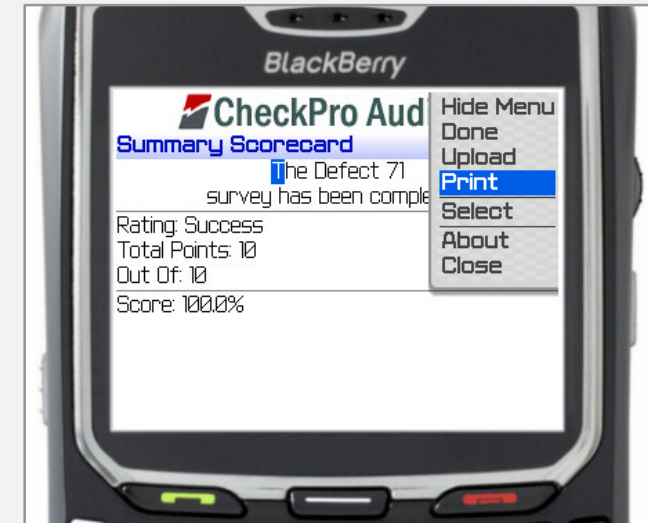 BlackBerry
CheckPro Aud
Summary Scorecard
The Defect 71
survey has been comple
Rating: Success
Total Points: 10
Out Of: 10
Score: 100.0%
Hide Menu
Done
Upload
Print
Select
About
Close